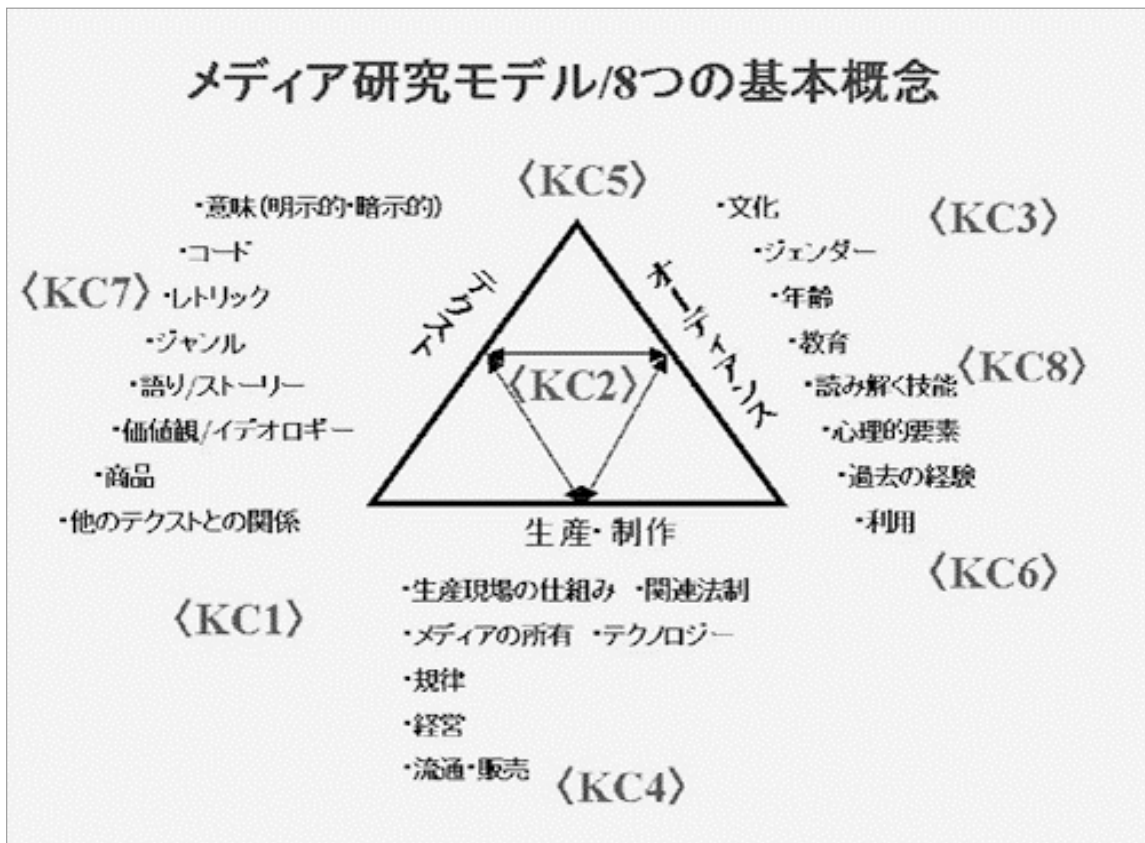 メディア研究モデル/8つの基本概念
〈KC5〉
・意味(明示的・暗示的)
・コード
〈KC7〉
・レトリック
・ジャンル
・語り/ストーリー
・価値観/イデオロギー
・商品
・他のテクストとの関係
〈KC1〉
テクスト
〈KC2〉
オーディアンス
・文化
〈KC3〉
・ジェンダー
・年齢
・教育
・読み解く技能
〈KC8〉
・心理的要素
・過去の経験
・利用
〈KC6〉
生産・制作
・生産現場の仕組み ・関連法制
・メディアの所有 ・テクノロジー
・規律
・経営
・流通・販売
〈KC4〉